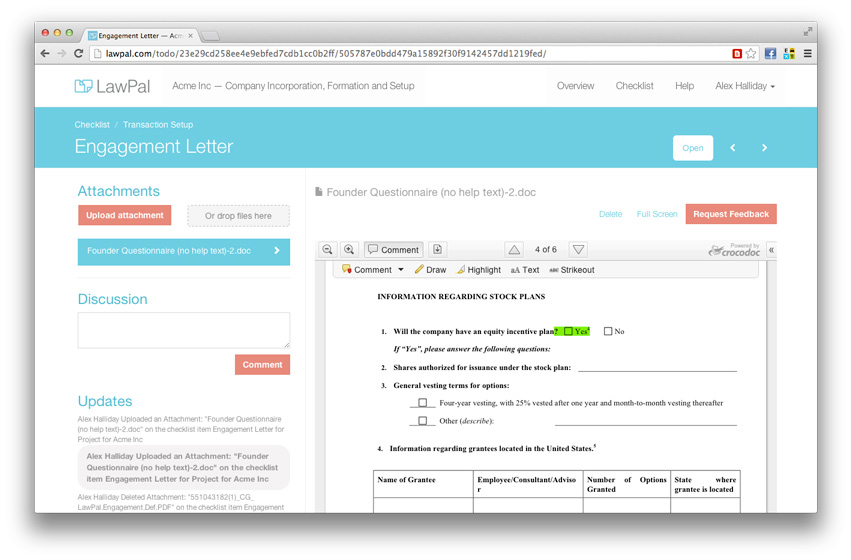 Engagement Letter — Acm
lawpal.com/todo/23e29cd258ee4e9ebfed7cdb1cc0b2ff/505787e0bdd479a15892f30f9142457dd1219fed/
LawPal
Acme Inc — Company Incorporation, Formation and Setup
Overview
Checklist
Help
Alex Halliday
Checklist / Transaction Setup
Engagement Letter
Open
Attachments
Upload attachment
Or drop files here
Founder Questionnaire (no help text)-2.doc
Discussion
Comment
Updates
Alex Halliday Uploaded an Attachment: "Founder Questionnaire
(no help text)-2.doc" on the checklist item Engagement Letter for
Project for Acme Inc
Alex Halliday Uploaded an Attachment: "Founder
Questionnaire (no help text)-2.doc" on the checklist
item Engagement Letter for Project for Acme Inc
Alex Halliday Deleted Attachment: "551043182(1)_CG_
LawPal.Engagement.Def.PDF" on the checklist item Engagement
Founder Questionnaire (no help text)-2.doc
Delete
Full Screen
Request Feedback
Comment
4 of 6
Powered by
crocodoc
Comment
Draw
Highlight
aA Text
ABC Strikeout
INFORMATION REGARDING STOCK PLANS
1. Will the company have an equity incentive plan? Yes⁴ No
If “Yes”, please answer the following questions:
2. Shares authorized for issuance under the stock plan:
3. General vesting terms for options:
Four-year vesting, with 25% vested after one year and month-to-month vesting thereafter
Other (describe):
4. Information regarding grantees located in the United States.⁵
Name of Grantee
Employee/Consultant/Adviso
r
Number of Options
Granted
State where
grantee is located